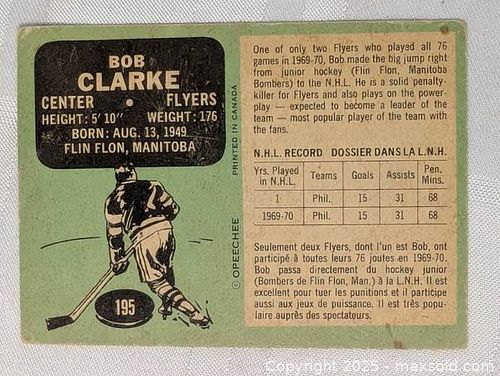 BOB
CLARKE
CENTER • FLYERS
HEIGHT: 5' 10" WEIGHT: 176
BORN: AUG. 13, 1949
FLIN FLON, MANITOBA
195
© OPEECHEE PRINTED IN CANADA
One of only two Flyers who played all 76
games in 1969-70, Bob made the big jump right
from junior hockey (Flin Flon, Manitoba
Bombers) to the N.H.L. He is a solid penalty-
killer for Flyers and also plays on the power-
play — expected to become a leader of the
team — most popular player of the team with
the fans.
N.H.L. RECORD DOSSIER DANS LA L.N.H.
Yrs. Played in N.H.L. Teams Goals Assists Pen. Mins.
1 Phil. 15 31 68
1969-70 Phil. 15 31 68
Seulement deux Flyers, dont l'un est Bob, ont
participé à toutes leurs 76 joutes en 1969-70.
Bob passa directement du hockey junior
(Bombers de Flin Flon, Man.) à la L.N.H. Il est
excellent pour tuer les punitions et il participe
aussi aux jeux de puissance. Il est très popu-
laire auprès des spectateurs.
Copyright © 2025 - maxsold.com